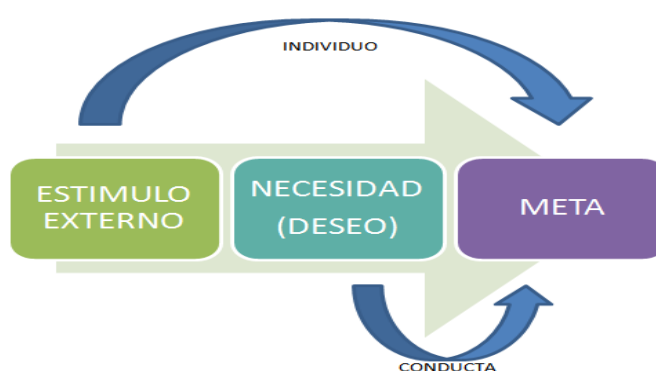 INDIVIDUO
ESTIMULO
EXTERNO
NECESIDAD
(DESEO)
META
CONDUCTA